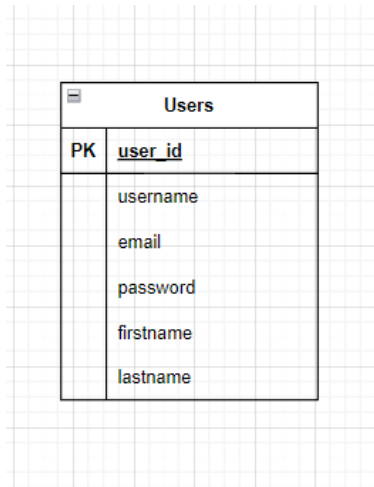 Users
PK user_id
username
email
password
firstname
lastname